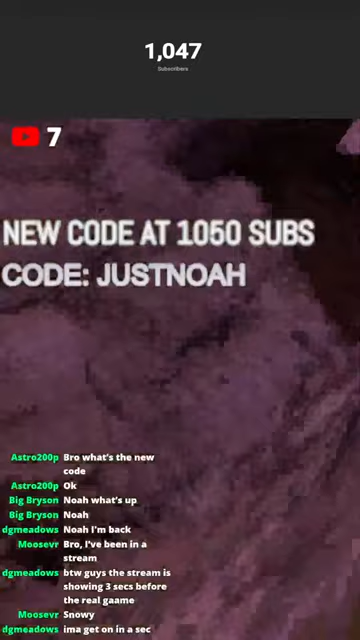 1,047
Subscribers
7
NEW CODE AT 1050 SUBS
CODE: JUSTNOAH
Astro200p Bro what's the new
code
Astro200p Ok
Big Bryson Noah what's up
Big Bryson Noah
dgmeadows Noah I'm back
Moosevr Bro, I've been in a
stream
dgmeadows btw guys the stream is
showing 3 secs before
the real gaame
Moosevr Snowy
dgmeadows ima get on in a sec